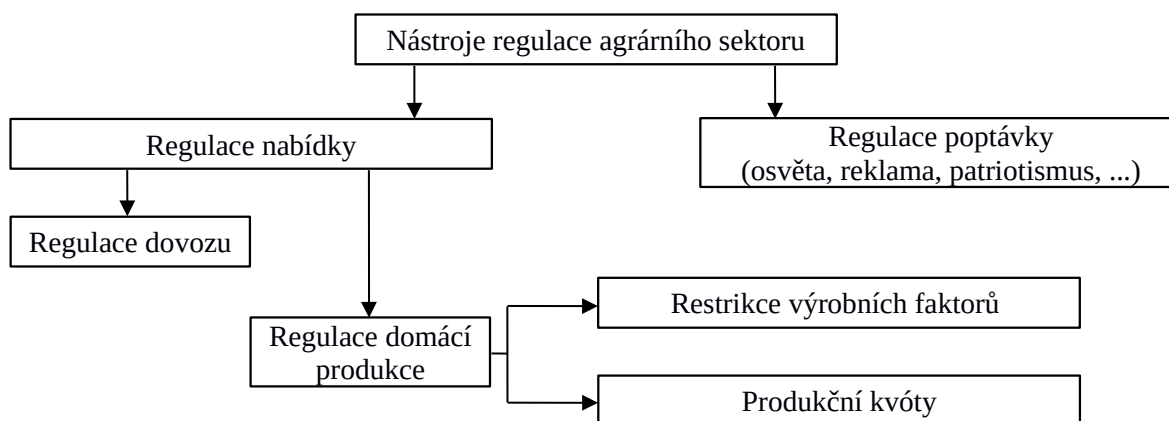 Nástroje regulace agrárního sektoru
Regulace nabídky
Regulace poptávky
(osvěta, reklama, patriotismus, ...)
Regulace dovozu
Regulace domácí
produkce
Restrikce výrobních faktorů
Produkční kvóty